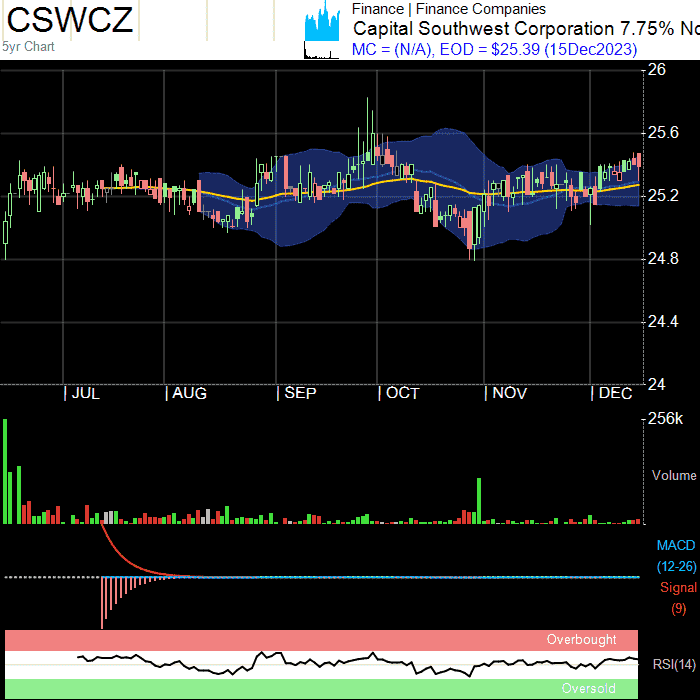 CSWCZ
5yr Chart
Finance | Finance Companies
Capital Southwest Corporation 7.75% No
MC = (N/A), EOD = $25.39 (15Dec2023)
26
25.6
25.2
24.8
24.4
24
| JUL | AUG | SEP | OCT | NOV | DEC
256k
Volume
MACD
(12-26)
Signal
(9)
Overbought
RSI(14)
Oversold